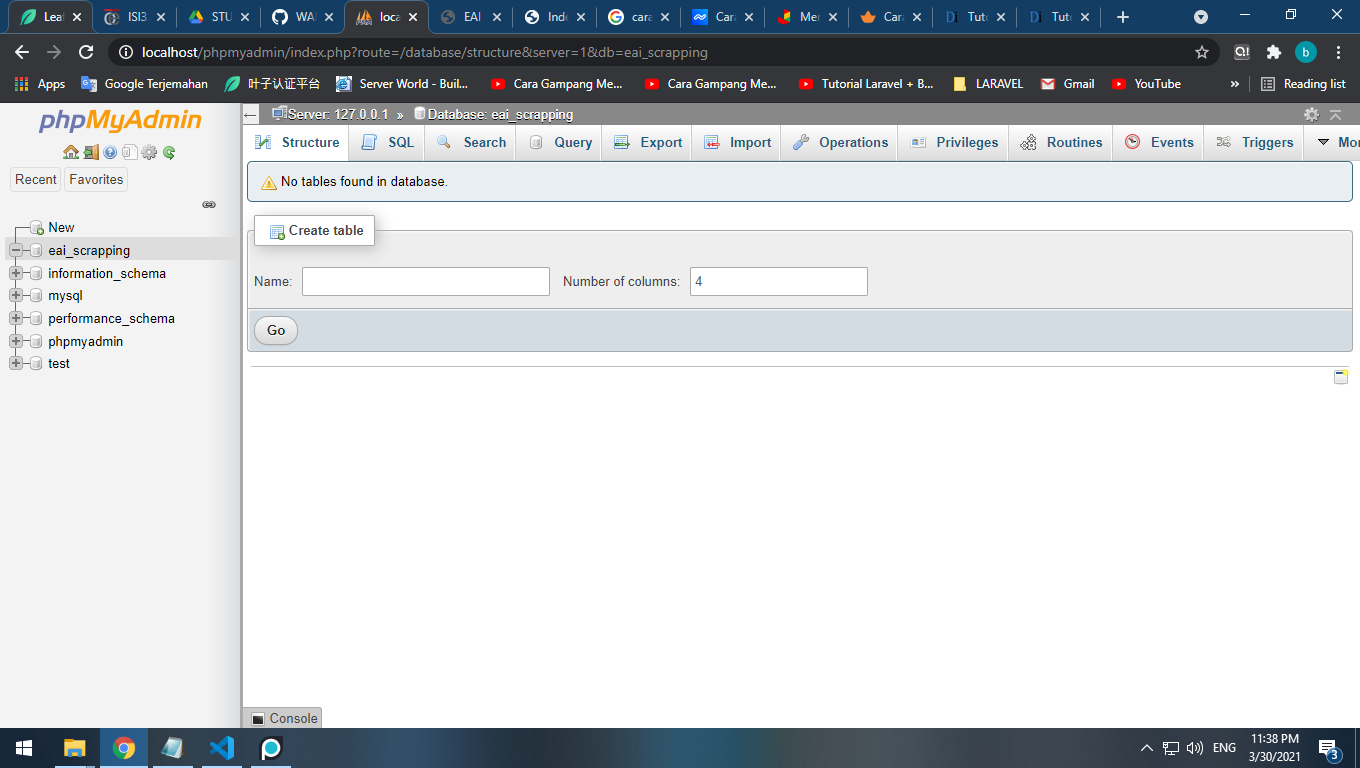 Leaf ISI3 STU WAI loca EAI Inde cara Cara Mer Cara Tuto Tuto
localhost/phpmyadmin/index.php?route=/database/structure&server=1&db=eai_scrapping b
Apps Google Terjemahan 叶子认证平台 Server World - Buil... Cara Gampang Me... Cara Gampang Me... Tutorial Laravel + B... LARAVEL Gmail YouTube » Reading list
phpMyAdmin
Recent Favorites
New
eai_scrapping
information_schema
mysql
performance_schema
phpmyadmin
test
Server: 127.0.0.1 » Database: eai_scrapping
Structure SQL Search Query Export Import Operations Privileges Routines Events Triggers Mor
No tables found in database.
Create table
Name: Number of columns: 4
Go
Console
ENG 11:38 PM
3/30/2021 3